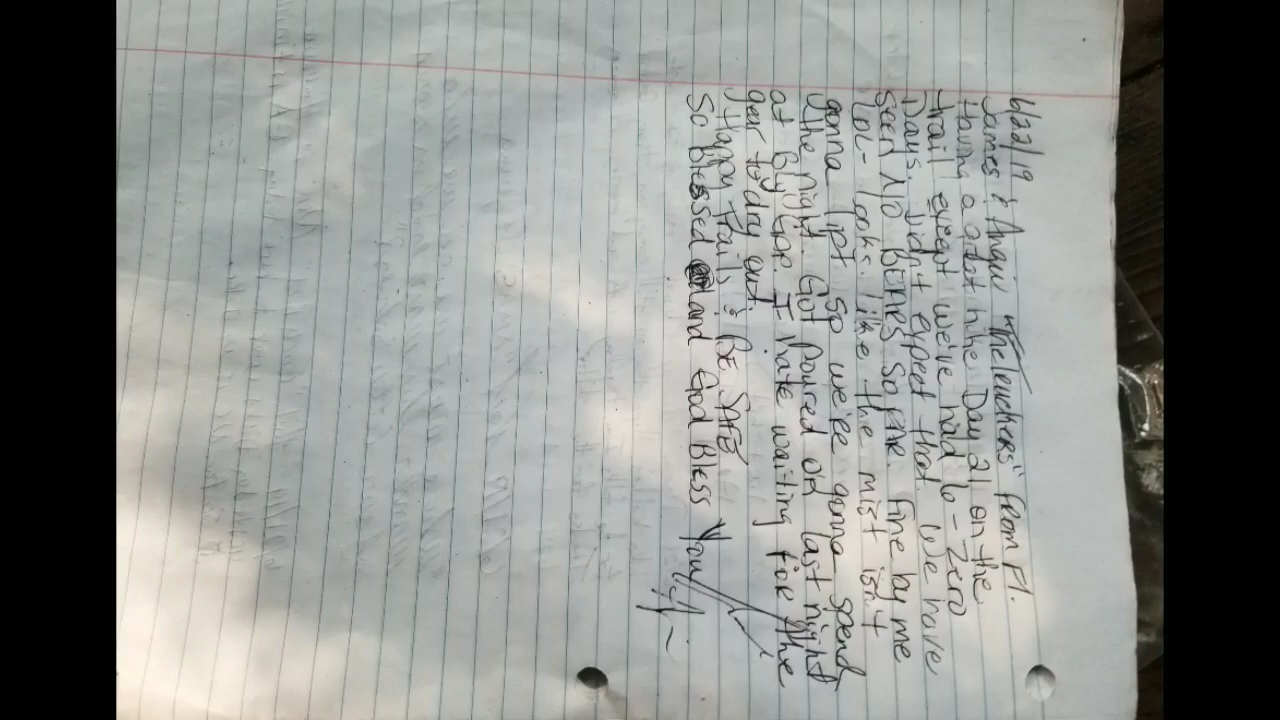 6/22/19
James & Angie "The Teachers" from Fl.
Having a great hike. Day 21 on the
trail except we've had 6-Zero
Days. Didn't expect that. We have
seen NO BEARS SO FAR. Fine by me
LOL- Looks like the mist isn't
gonna lift so we're gonna spend
the night. Got poured on last night
at by Gap. I hate waiting for the
gear to dry out.
Happy Trails & BE SAFE
So Blessed and God Bless You